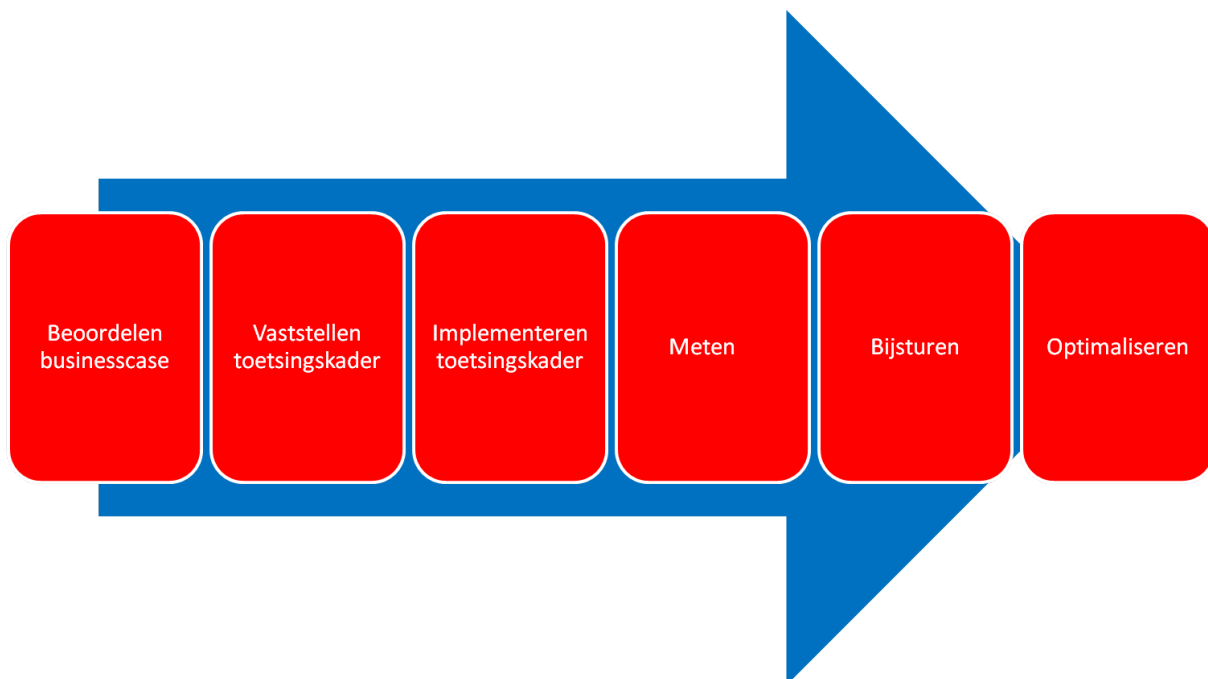 Beoordelen
businesscase
Vaststellen
toetsingskader
Implementeren
toetsingskader
Meten
Bijsturen
Optimaliseren